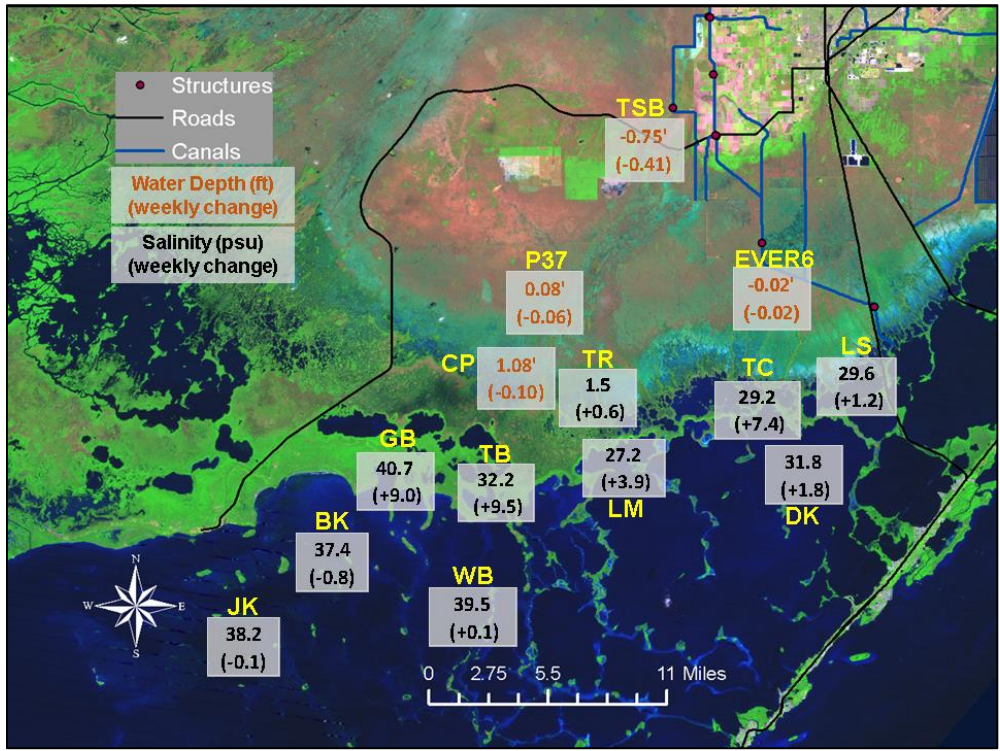 Structures
Roads
Canals
Water Depth (ft)
(weekly change)
Salinity (psu)
(weekly change)
TSB
-0.75'
(-0.41)
P37
0.08'
(-0.06)
EVER6
-0.02'
(-0.02)
CP
1.08'
(-0.10)
TR
1.5
(+0.6)
TC
29.2
(+7.4)
LS
29.6
(+1.2)
GB
40.7
(+9.0)
TB
32.2
(+9.5)
27.2
(+3.9)
LM
31.8
(+1.8)
DK
BK
37.4
(-0.8)
WB
39.5
(+0.1)
JK
38.2
(-0.1)
N
W E
S
0 2.75 5.5 11 Miles